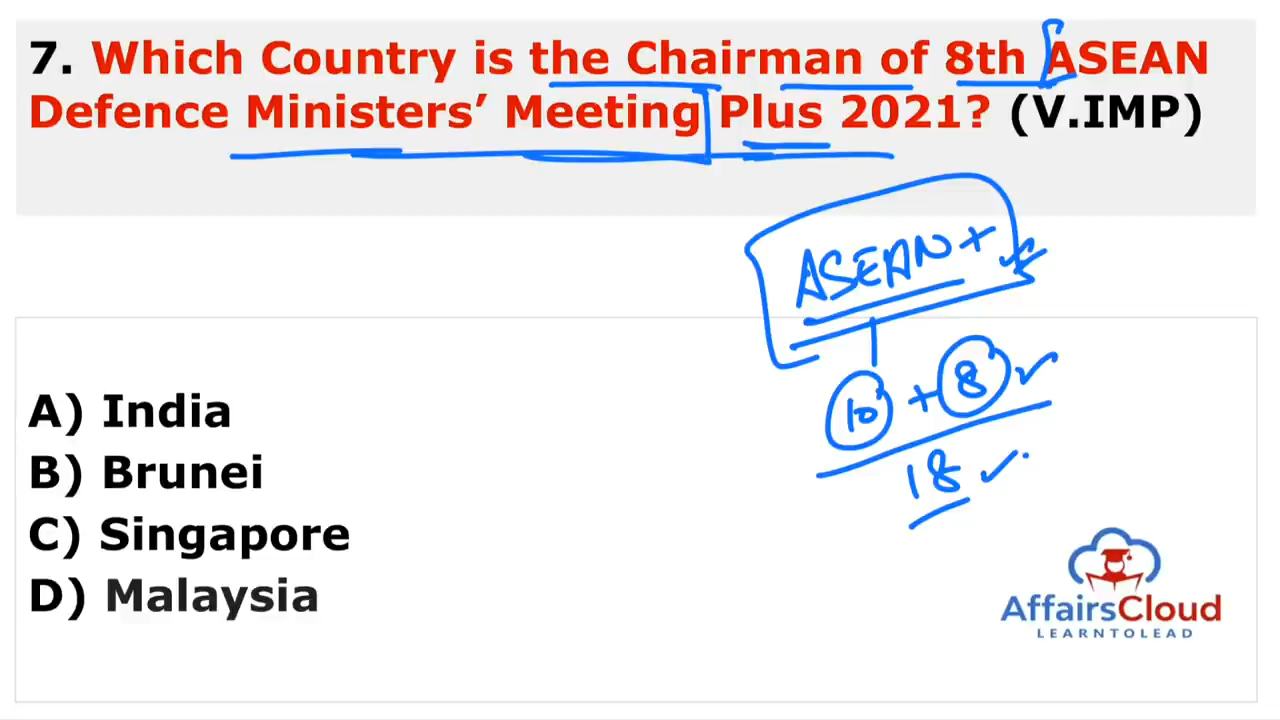 7. Which Country is the Chairman of 8th ASEAN
Defence Ministers’ Meeting Plus 2021? (V.IMP)
ASEAN +
10 + 8
18
A) India
B) Brunei
C) Singapore
D) Malaysia
AffairsCloud
LEARNTOLEAD